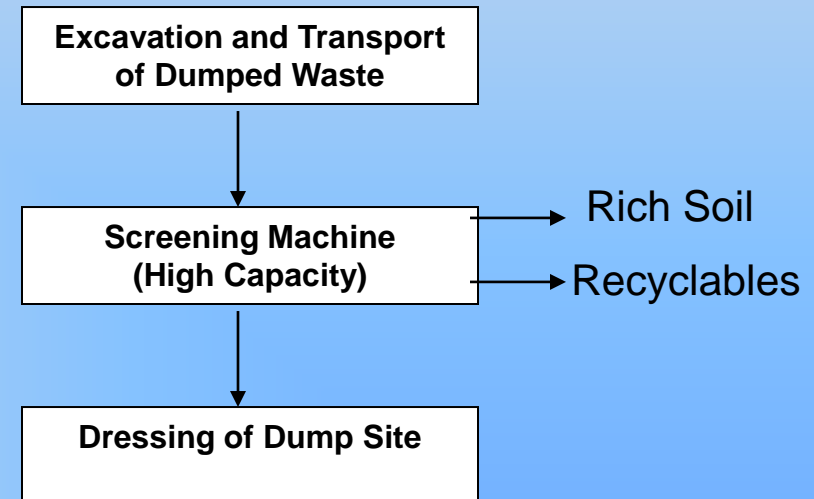 Excavation and Transport
of Dumped Waste
Rich Soil
Screening Machine
(High Capacity)
Recyclables
Dressing of Dump Site